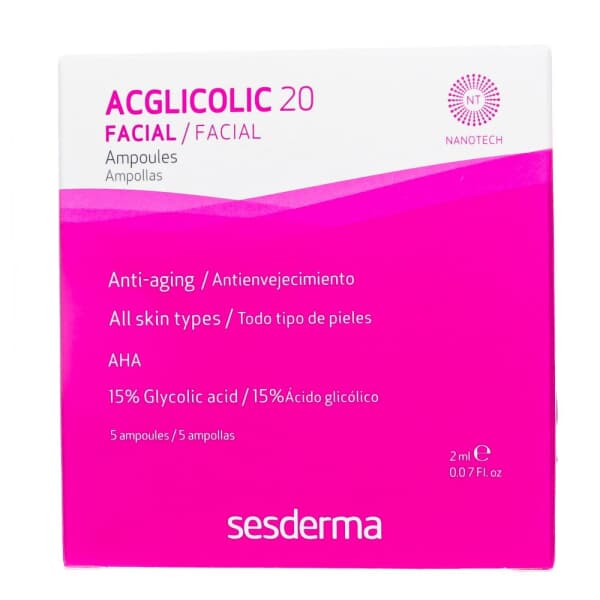 ACGLICOLIC 20
FACIAL / FACIAL
Ampoules
Ampollas
NT
NANOTECH
Anti-aging / Antienvejecimiento
All skin types / Todo tipo de pieles
AHA
15% Glycolic acid / 15% Ácido glicólico
5 ampoules / 5 ampollas
2 ml ℮
0.07 Fl. oz
sesderma